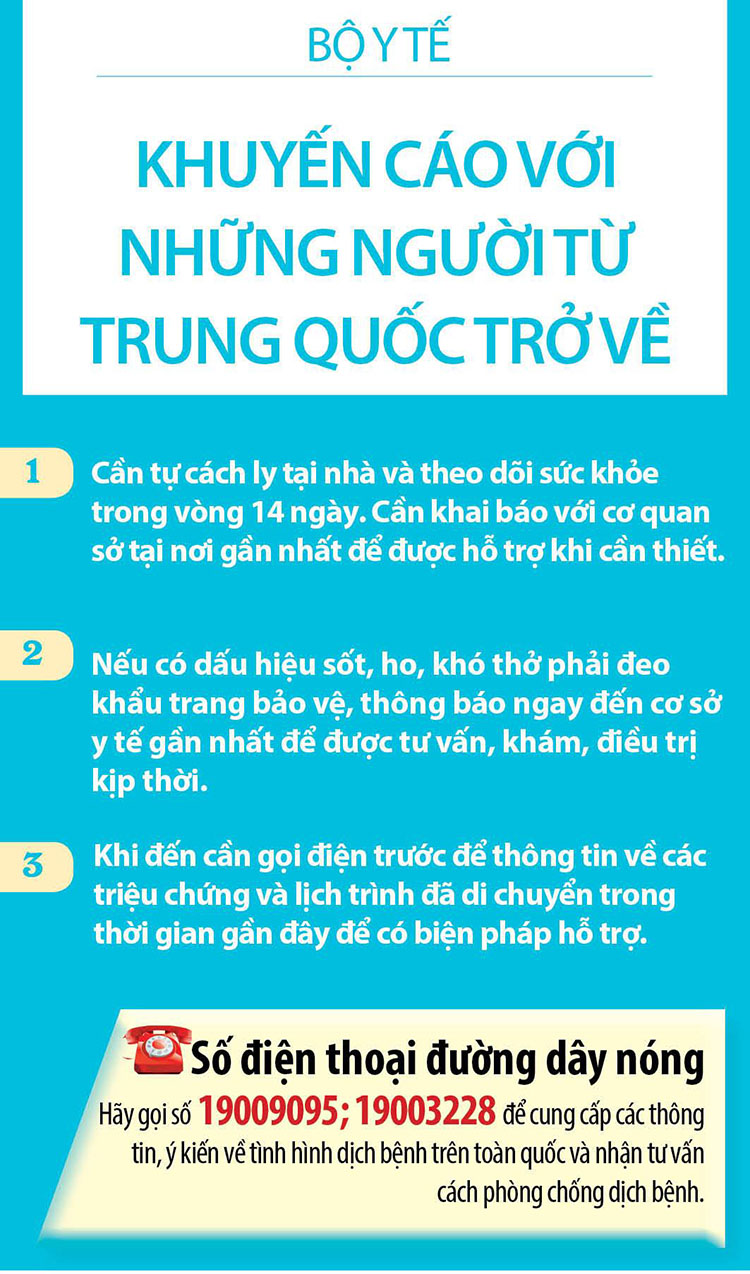 BỘ Y TẾ
KHUYẾN CÁO VỚI
NHỮNG NGƯỜI TỪ
TRUNG QUỐC TRỞ VỀ
1
Cần tự cách ly tại nhà và theo dõi sức khỏe
trong vòng 14 ngày. Cần khai báo với cơ quan
sở tại nơi gần nhất để được hỗ trợ khi cần thiết.
2
Nếu có dấu hiệu sốt, ho, khó thở phải đeo
khẩu trang bảo vệ, thông báo ngay đến cơ sở
y tế gần nhất để được tư vấn, khám, điều trị
kịp thời.
3
Khi đến cần gọi điện trước để thông tin về các
triệu chứng và lịch trình đã di chuyển trong
thời gian gần đây để có biện pháp hỗ trợ.
Số điện thoại đường dây nóng
Hãy gọi số 19009095; 19003228 để cung cấp các thông
tin, ý kiến về tình hình dịch bệnh trên toàn quốc và nhận tư vấn
cách phòng chống dịch bệnh.